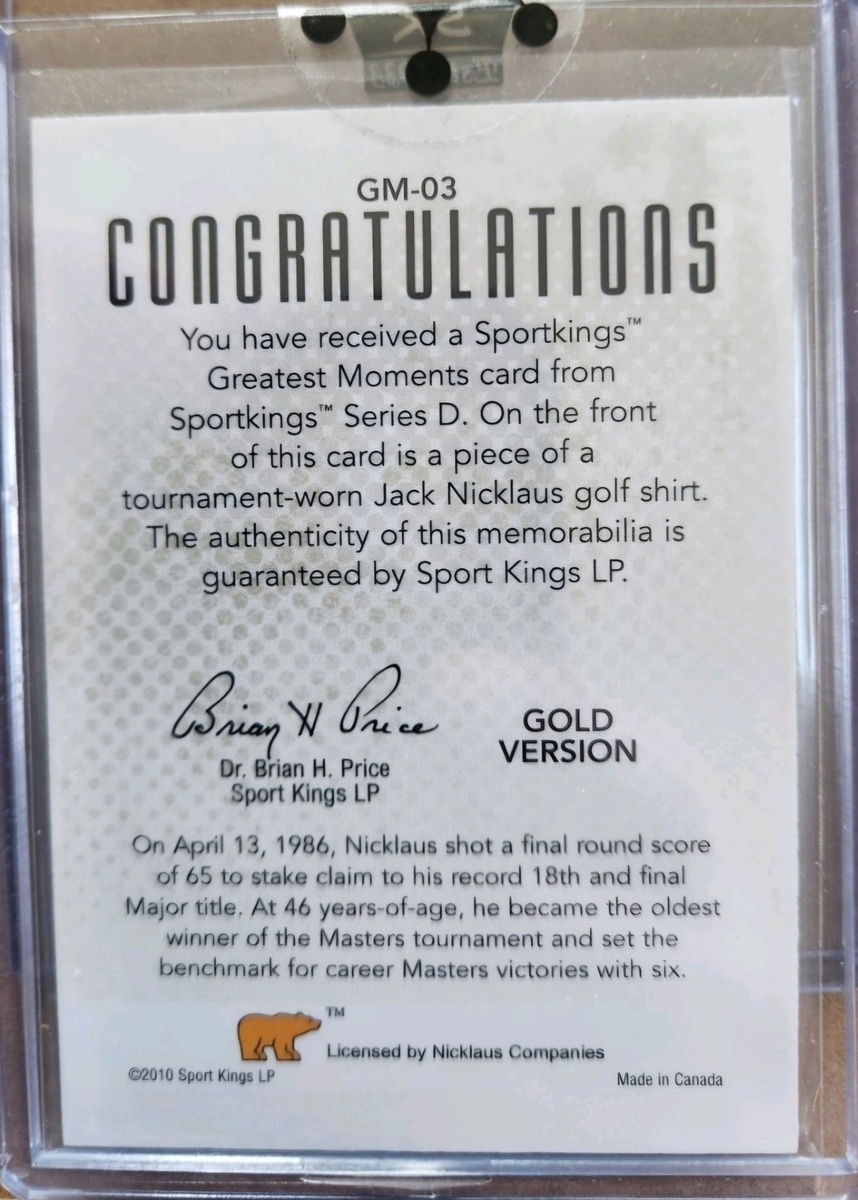 GM-03
CONGRATULATIONS
You have received a Sportkings™
Greatest Moments card from
Sportkings™ Series D. On the front
of this card is a piece of a
tournament-worn Jack Nicklaus golf shirt.
The authenticity of this memorabilia is
guaranteed by Sport Kings LP.
Brian H Price
Dr. Brian H. Price
Sport Kings LP
GOLD
VERSION
On April 13, 1986, Nicklaus shot a final round score
of 65 to stake claim to his record 18th and final
Major title. At 46 years-of-age, he became the oldest
winner of the Masters tournament and set the
benchmark for career Masters victories with six.
TM
Licensed by Nicklaus Companies
©2010 Sport Kings LP
Made in Canada